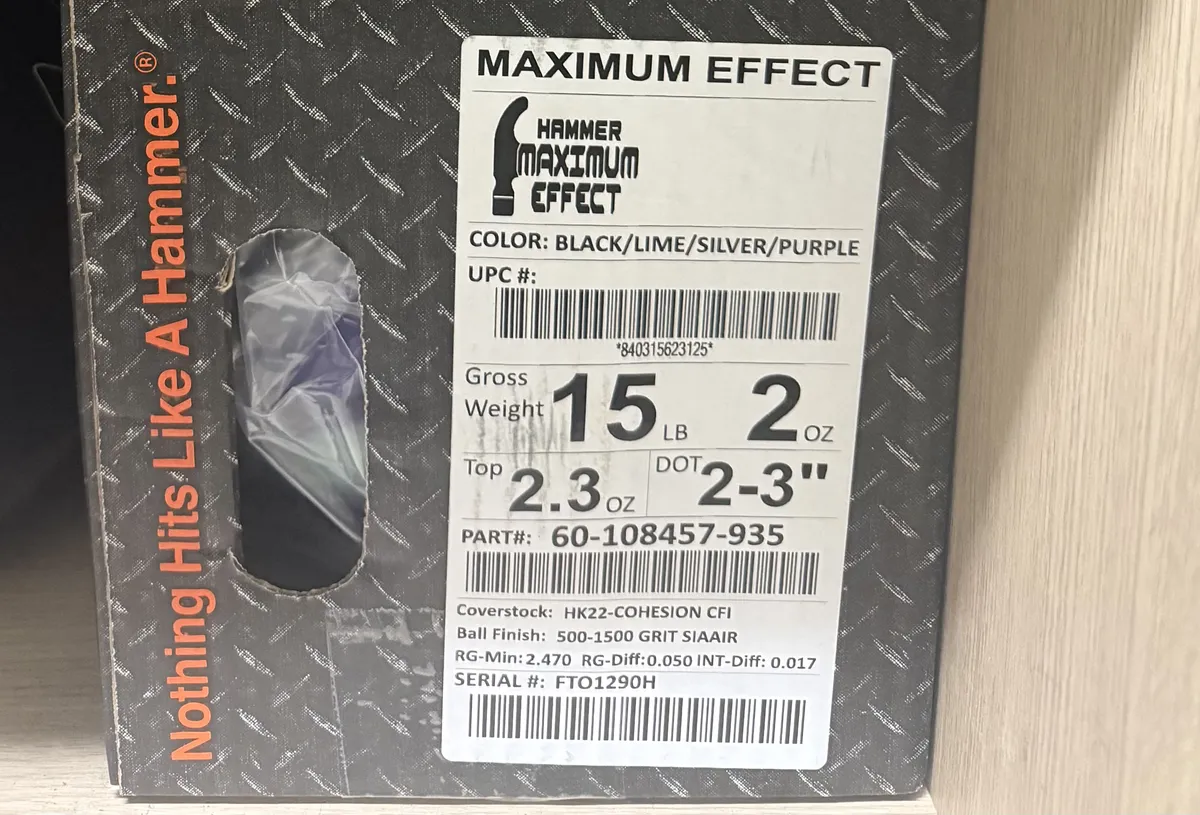 Nothing Hits Like A Hammer.®
MAXIMUM EFFECT
HAMMER
MAXIMUM
EFFECT
COLOR: BLACK/LIME/SILVER/PURPLE
UPC #:
*840315623125*
Gross Weight 15 LB 2 OZ
Top 2.3 OZ DOT 2-3"
PART#: 60-108457-935
Coverstock: HK22-COHESION CFI
Ball Finish: 500-1500 GRIT SIAAIR
RG-Min: 2.470 RG-Diff: 0.050 INT-Diff: 0.017
SERIAL #: FTO1290H